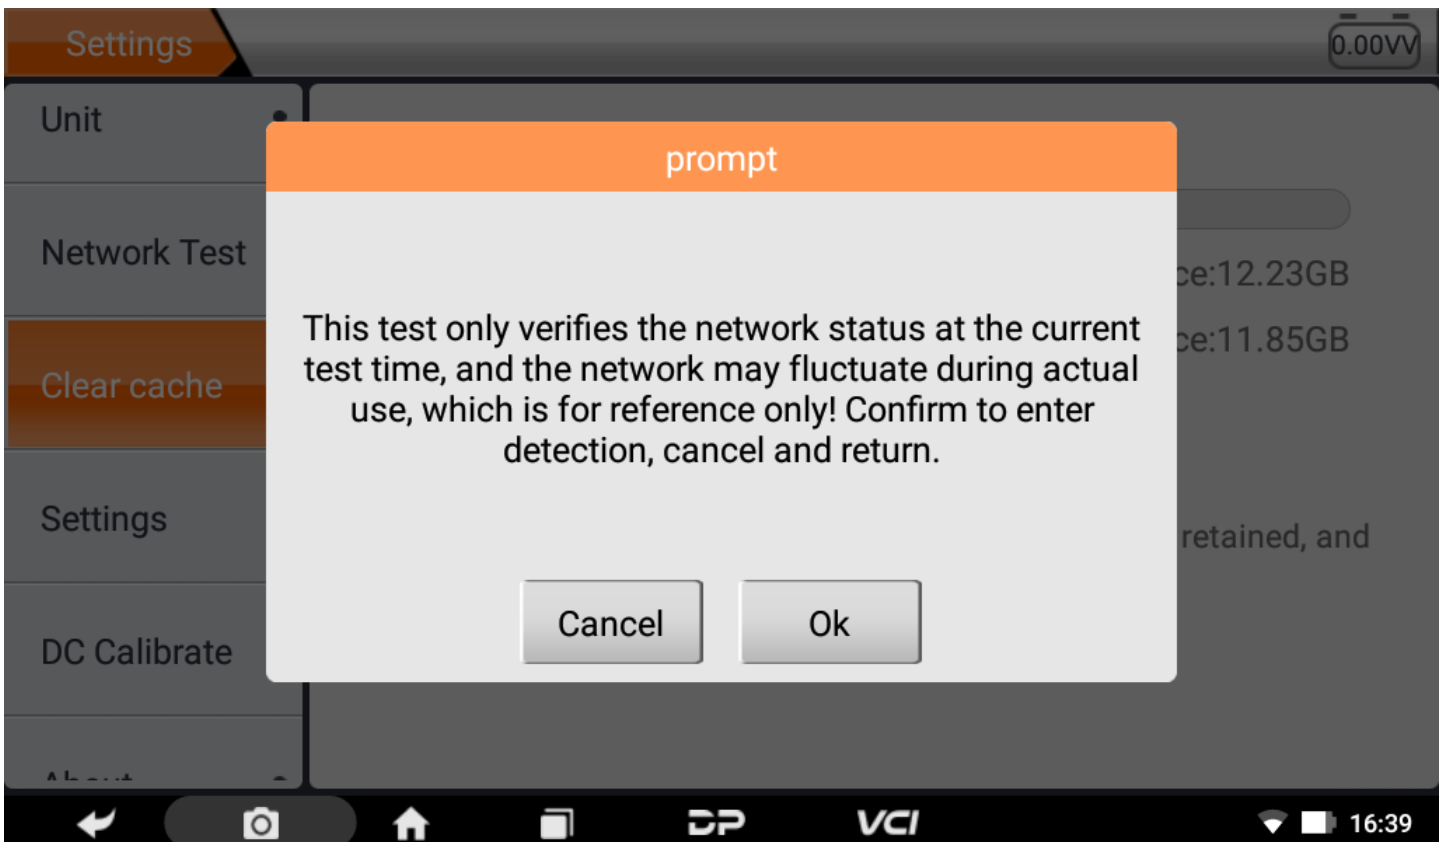 Settings
0.00VV
Unit
Network Test
Clear cache
Settings
DC Calibrate
About
prompt
This test only verifies the network status at the current
test time, and the network may fluctuate during actual
use, which is for reference only! Confirm to enter
detection, cancel and return.
Cancel
Ok
ce:12.23GB
ce:11.85GB
retained, and
DP
VCI
16:39